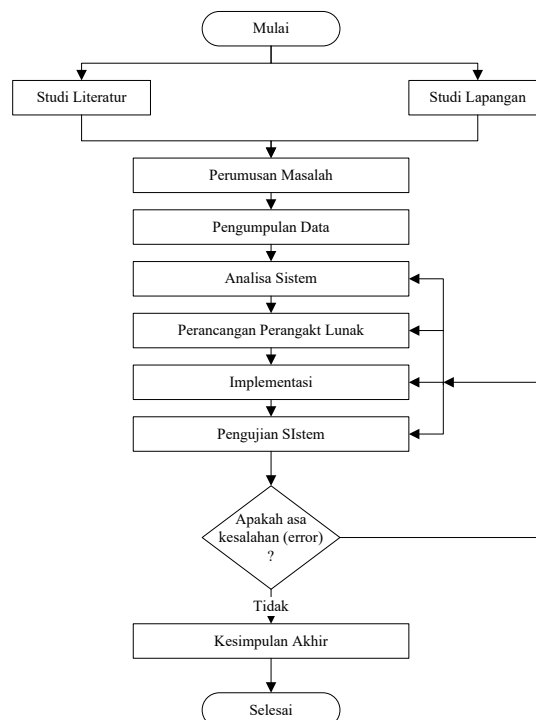 Mulai
Studi Literatur
Studi Lapangan
Perumusan Masalah
Pengumpulan Data
Analisa Sistem
Perancangan Perangakt Lunak
Implementasi
Pengujian SIstem
Apakah asa
kesalahan (error)
?
Tidak
Kesimpulan Akhir
Selesai